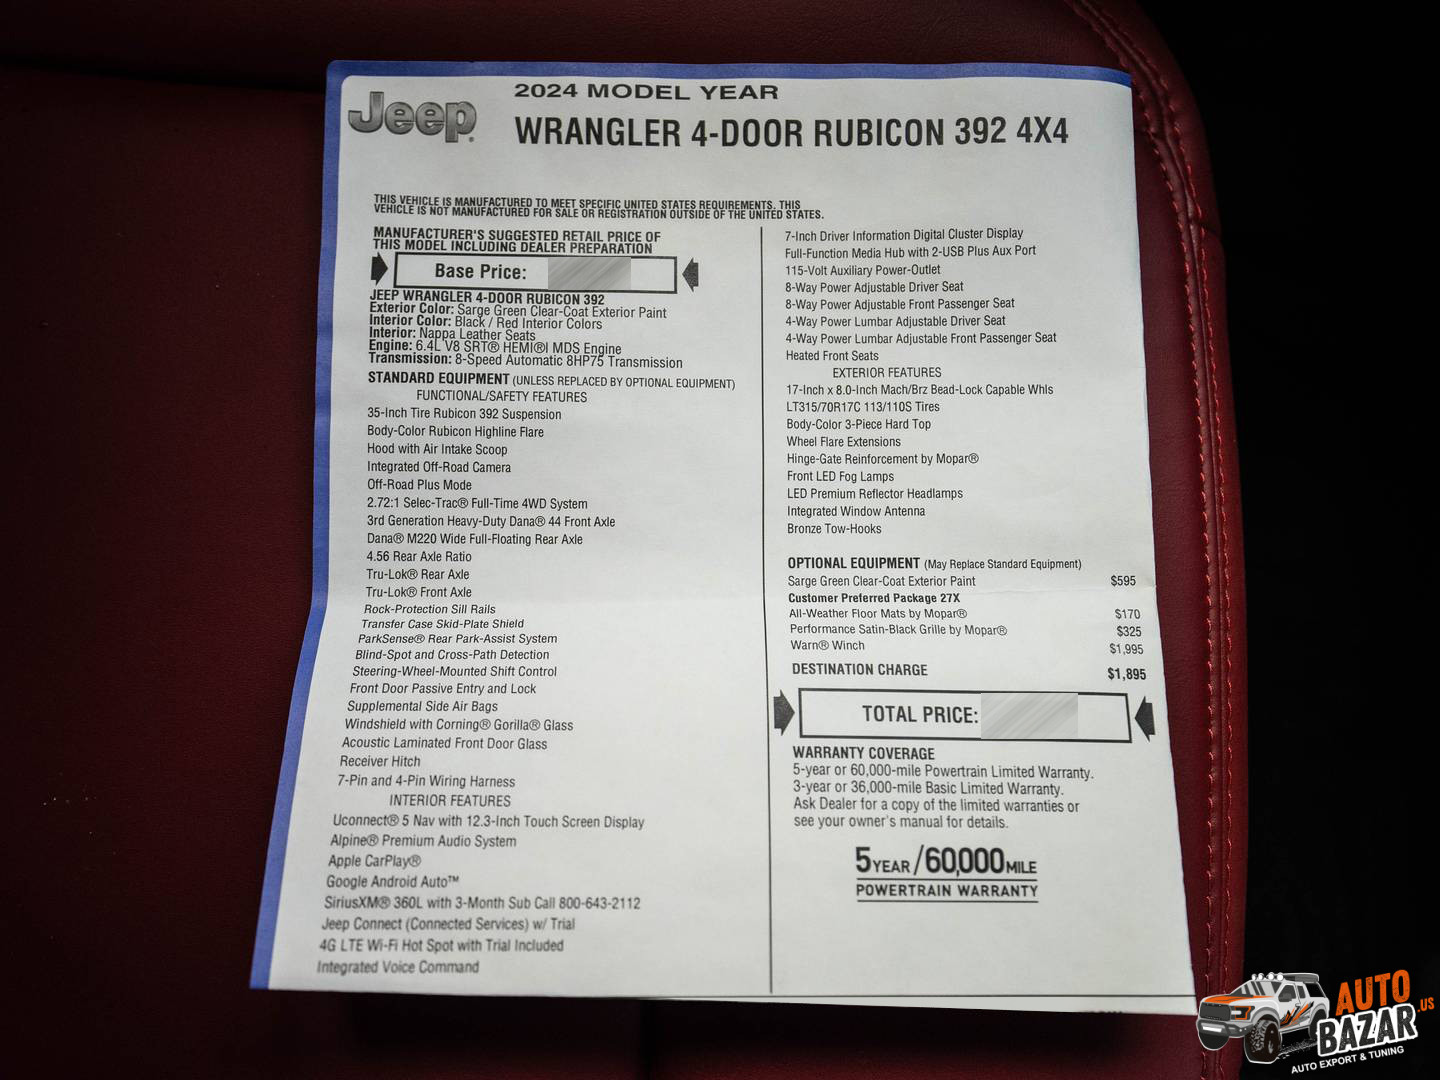 Jeep
2024 MODEL YEAR
WRANGLER 4-DOOR RUBICON 392 4X4
THIS VEHICLE IS MANUFACTURED TO MEET SPECIFIC UNITED STATES REQUIREMENTS. THIS
VEHICLE IS NOT MANUFACTURED FOR SALE OR REGISTRATION OUTSIDE OF THE UNITED STATES.
MANUFACTURER'S SUGGESTED RETAIL PRICE OF
THIS MODEL INCLUDING DEALER PREPARATION
Base Price:
JEEP WRANGLER 4-DOOR RUBICON 392
Exterior Color: Sarge Green Clear-Coat Exterior Paint
Interior Color: Black / Red Interior Colors
Interior: Nappa Leather Seats
Engine: 6.4L V8 SRT® HEMI®I MDS Engine
Transmission: 8-Speed Automatic 8HP75 Transmission
STANDARD EQUIPMENT (UNLESS REPLACED BY OPTIONAL EQUIPMENT)
FUNCTIONAL/SAFETY FEATURES
35-Inch Tire Rubicon 392 Suspension
Body-Color Rubicon Highline Flare
Hood with Air Intake Scoop
Integrated Off-Road Camera
Off-Road Plus Mode
2.72:1 Selec-Trac® Full-Time 4WD System
3rd Generation Heavy-Duty Dana® 44 Front Axle
Dana® M220 Wide Full-Floating Rear Axle
4.56 Rear Axle Ratio
Tru-Lok® Rear Axle
Tru-Lok® Front Axle
Rock-Protection Sill Rails
Transfer Case Skid-Plate Shield
ParkSense® Rear Park-Assist System
Blind-Spot and Cross-Path Detection
Steering-Wheel-Mounted Shift Control
Front Door Passive Entry and Lock
Supplemental Side Air Bags
Windshield with Corning® Gorilla® Glass
Acoustic Laminated Front Door Glass
Receiver Hitch
7-Pin and 4-Pin Wiring Harness
INTERIOR FEATURES
Uconnect® 5 Nav with 12.3-Inch Touch Screen Display
Alpine® Premium Audio System
Apple CarPlay®
Google Android Auto™
SiriusXM® 360L with 3-Month Sub Call 800-643-2112
Jeep Connect (Connected Services) w/ Trial
4G LTE Wi-Fi Hot Spot with Trial Included
Integrated Voice Command
7-Inch Driver Information Digital Cluster Display
Full-Function Media Hub with 2-USB Plus Aux Port
115-Volt Auxiliary Power-Outlet
8-Way Power Adjustable Driver Seat
8-Way Power Adjustable Front Passenger Seat
4-Way Power Lumbar Adjustable Driver Seat
4-Way Power Lumbar Adjustable Front Passenger Seat
Heated Front Seats
EXTERIOR FEATURES
17-Inch x 8.0-Inch Mach/Brz Bead-Lock Capable Whls
LT315/70R17C 113/110S Tires
Body-Color 3-Piece Hard Top
Wheel Flare Extensions
Hinge-Gate Reinforcement by Mopar®
Front LED Fog Lamps
LED Premium Reflector Headlamps
Integrated Window Antenna
Bronze Tow-Hooks
OPTIONAL EQUIPMENT (May Replace Standard Equipment)
Sarge Green Clear-Coat Exterior Paint $595
Customer Preferred Package 27X
All-Weather Floor Mats by Mopar® $170
Performance Satin-Black Grille by Mopar® $325
Warn® Winch $1,995
DESTINATION CHARGE $1,895
TOTAL PRICE:
WARRANTY COVERAGE
5-year or 60,000-mile Powertrain Limited Warranty.
3-year or 36,000-mile Basic Limited Warranty.
Ask Dealer for a copy of the limited warranties or
see your owner's manual for details.
5 YEAR / 60,000 MILE
POWERTRAIN WARRANTY
AUTO
BAZAR.US
AUTO EXPORT & TUNING